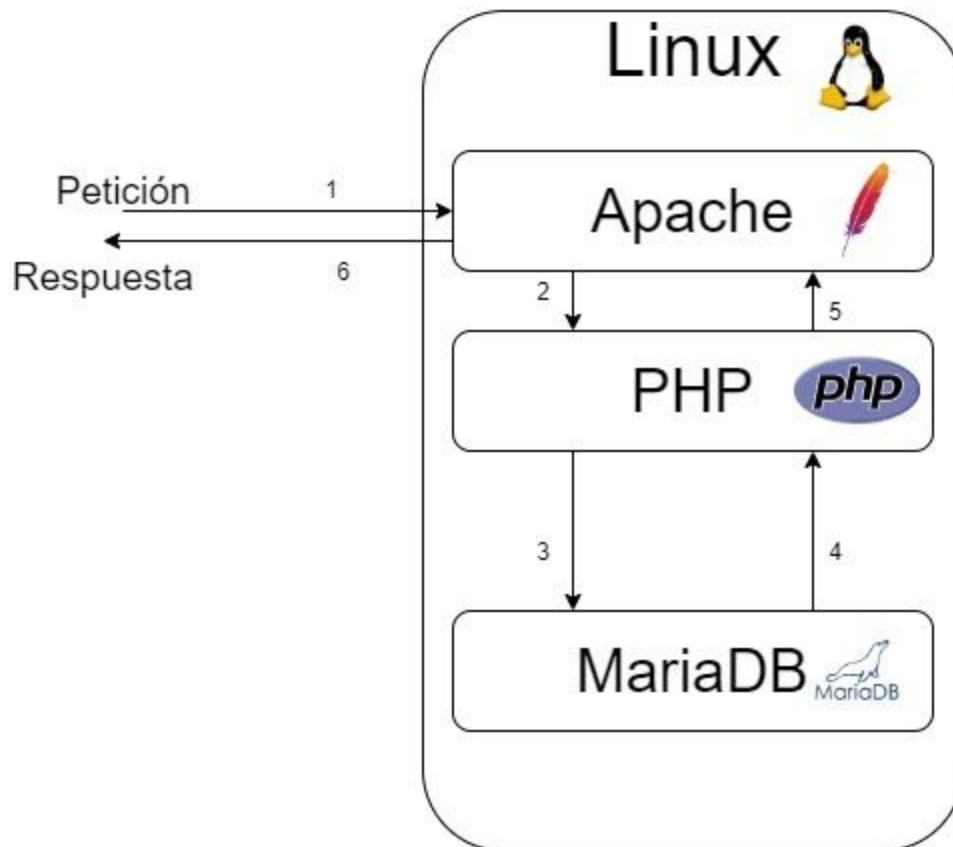 Linux
Petición
1
Apache
Respuesta
6
2
5
PHP
php
3
4
MariaDB
MariaDB